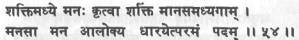 शक्तिमध्ये मनः कृत्वा शक्तिं मानसमध्यगाम् ।
मनसा मन आलोक्य धारयेत्परमं पदम् ॥ ५४ ॥